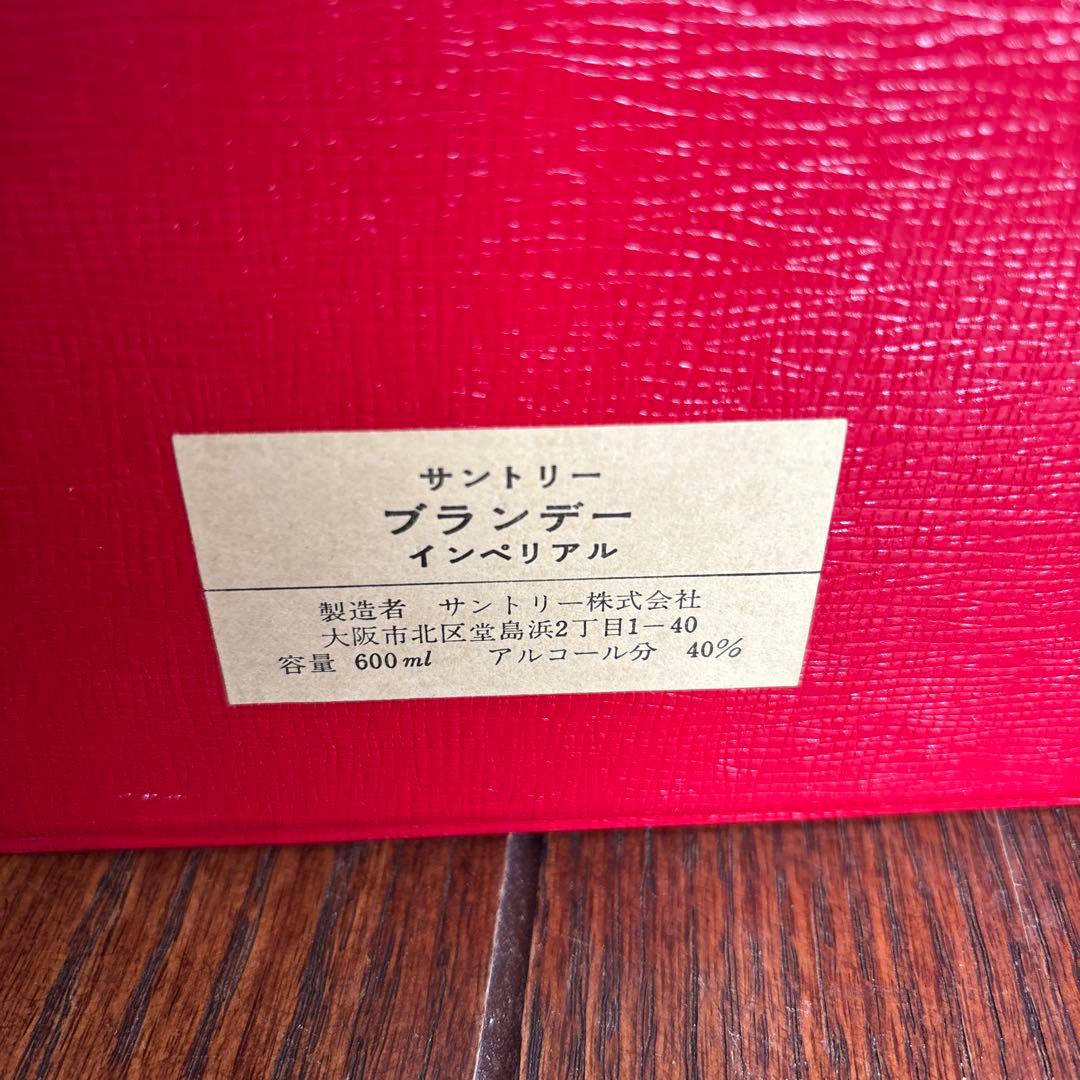 サントリー
ブランデー
インペリアル
製造者　サントリー株式会社
大阪市北区堂島浜2丁目1-40
容量 600ml　アルコール分 40%